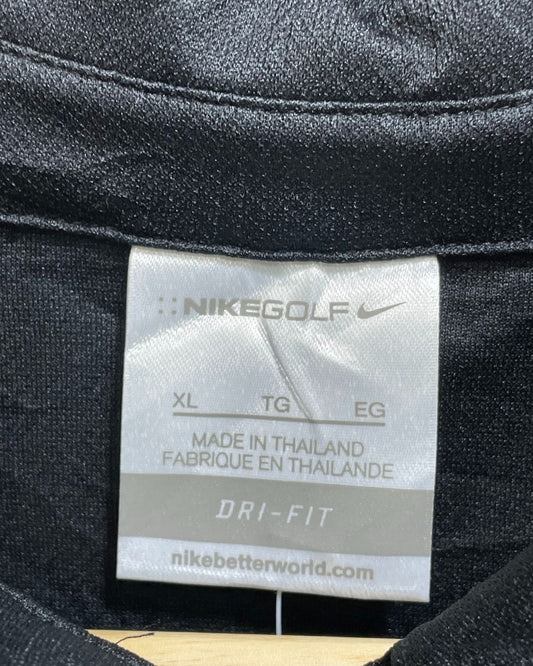 NIKEGOLF
XL TG EG
MADE IN THAILAND
FABRIQUE EN THAILANDE
DRI-FIT
nikebetterworld.com